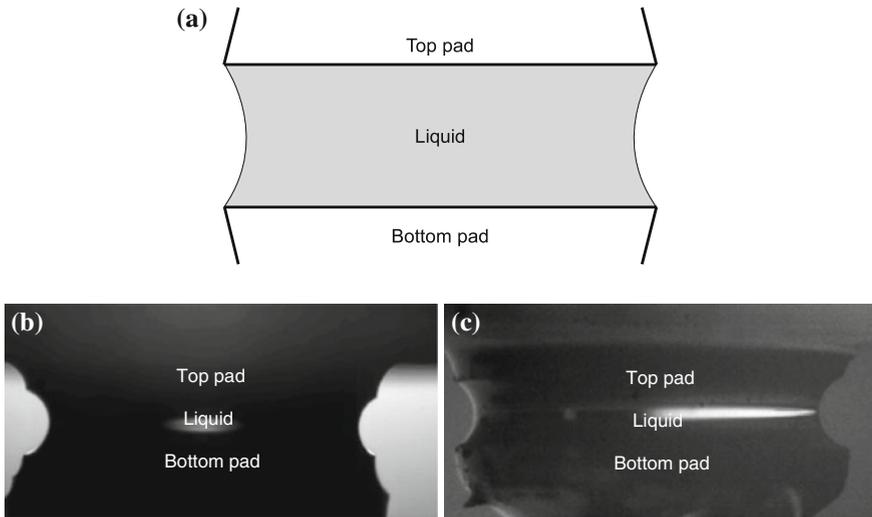 (a)
Top pad
Liquid
Bottom pad
(b)
Top pad
Liquid
Bottom pad
(c)
Top pad
Liquid
Bottom pad